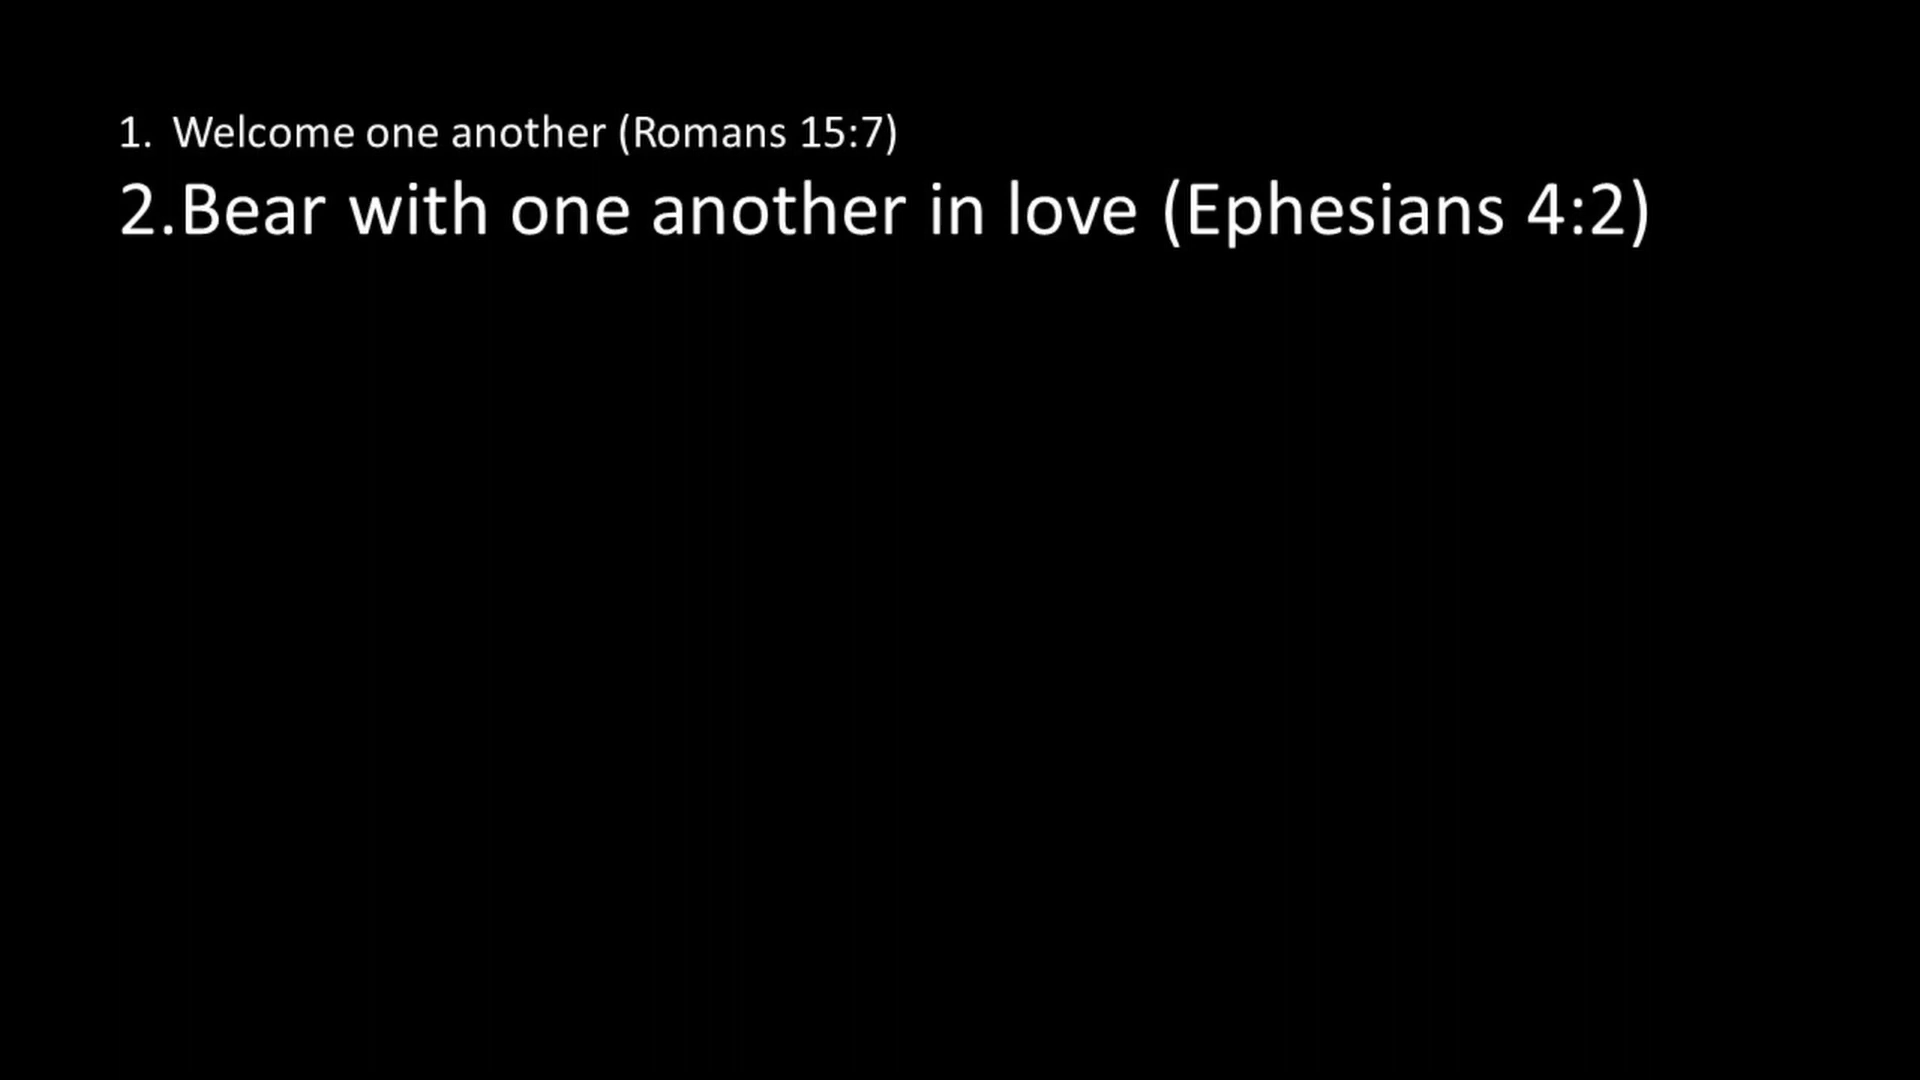 1. Welcome one another (Romans 15:7)
2.Bear with one another in love (Ephesians 4:2)